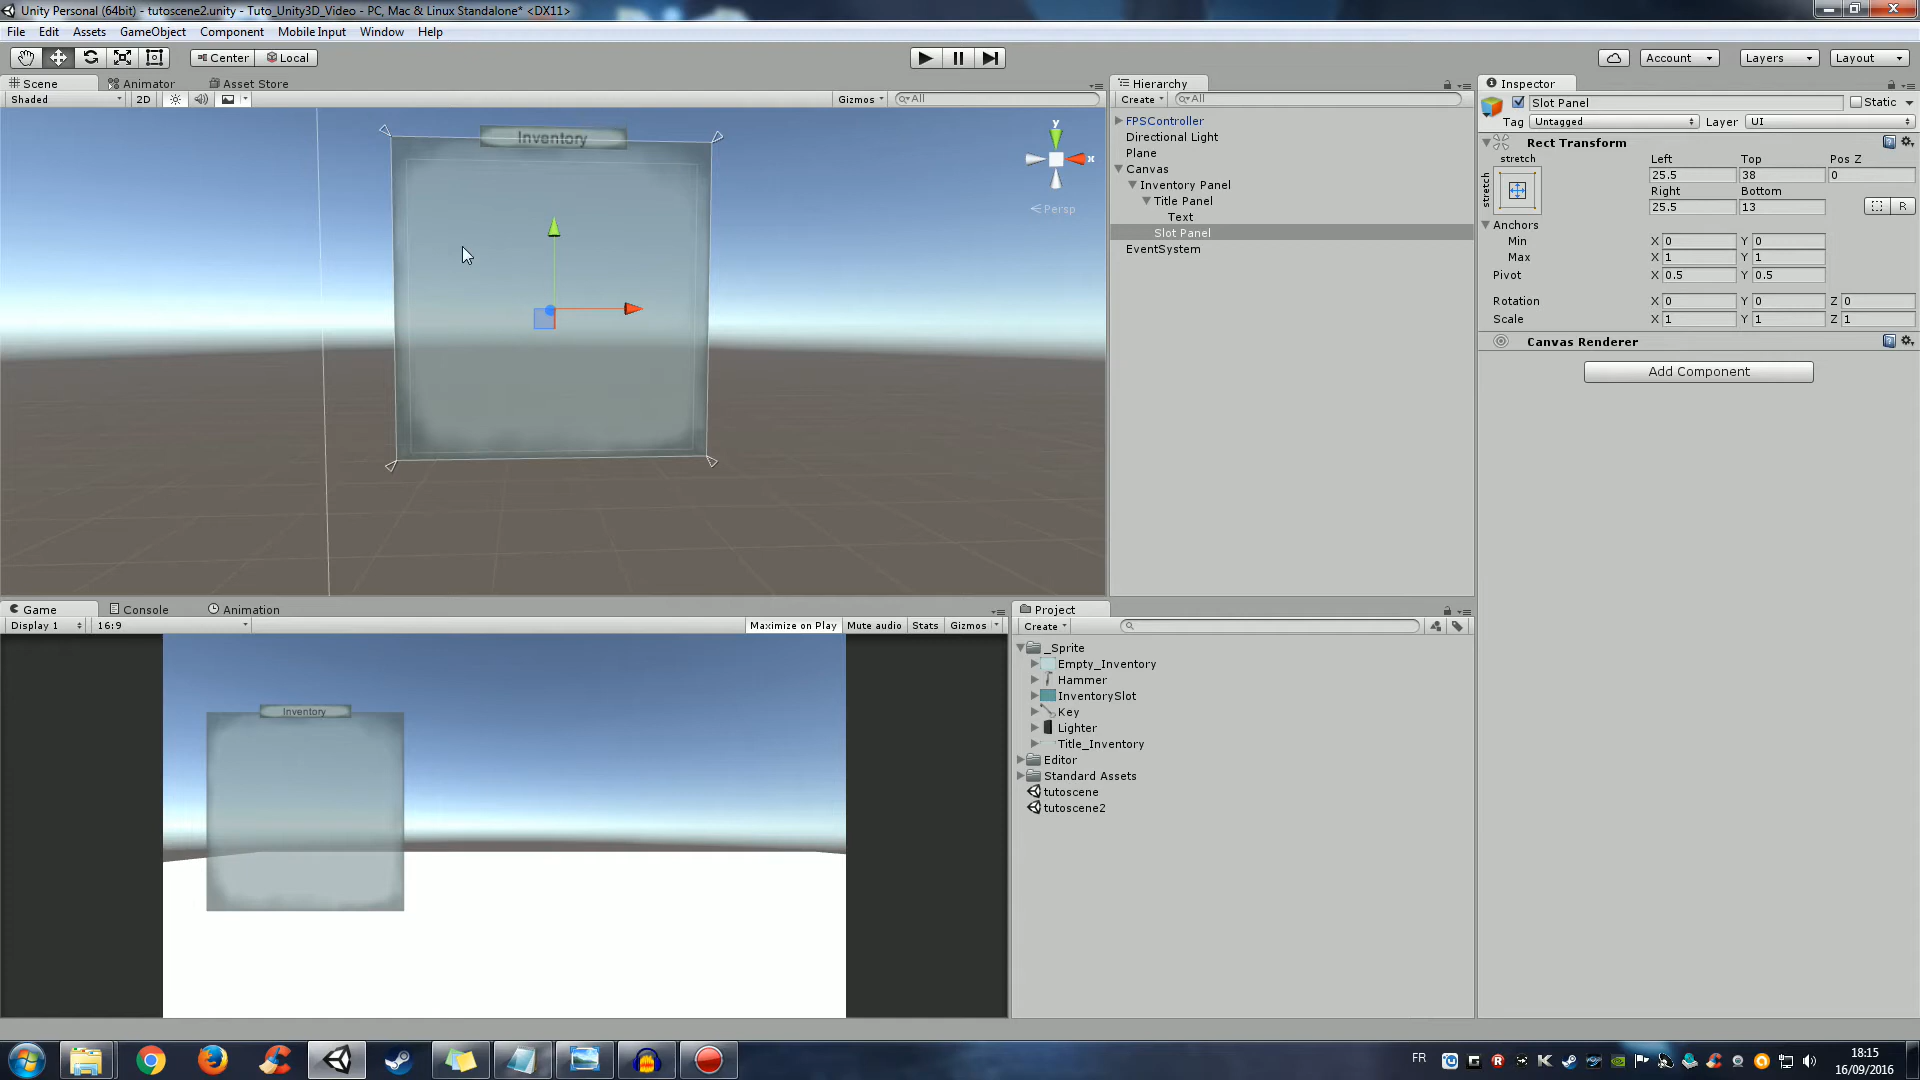 Unity Personal (64bit) - tutoscene2.unity - Tuto_Unity3D_Video - PC, Mac & Linux Standalone* <DX11>
File Edit Assets GameObject Component Mobile Input Window Help
Center Local Account Layers Layout
Scene Animator Asset Store
Shaded 2D Gizmos All
Inventory
y
x
Persp
Hierarchy
Create All
FPSController
Directional Light
Plane
Canvas
Inventory Panel
Title Panel
Text
Slot Panel
EventSystem
Inspector
Slot Panel Static
Tag Untagged Layer UI
Rect Transform
stretch Left Top Pos Z
stretch 25.5 38 0
Right Bottom
25.5 13 R
Anchors
Min X 0 Y 0
Max X 1 Y 1
Pivot X 0.5 Y 0.5
Rotation X 0 Y 0 Z 0
Scale X 1 Y 1 Z 1
Canvas Renderer
Add Component
Game Console Animation
Display 1 16:9 Maximize on Play Mute audio Stats Gizmos
Inventory
Project
Create
_Sprite
Empty_Inventory
Hammer
InventorySlot
Key
Lighter
Title_Inventory
Editor
Standard Assets
tutoscene
tutoscene2
FR
18:15
16/09/2016